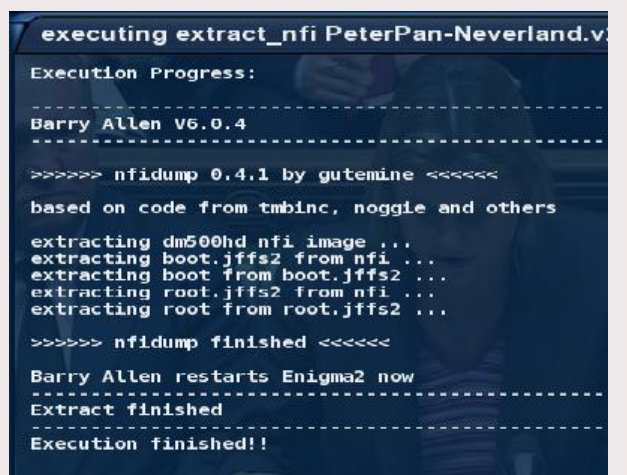 executing extract_nfi PeterPan-Neverland.v
Execution Progress:
Barry Allen V6.0.4
>>>>>> nfidump 0.4.1 by gutemine <<<<<<
based on code from tmbinc, noggie and others
extracting dm500hd nfi image ...
extracting boot.jffs2 from nfi ...
extracting boot from boot.jffs2 ...
extracting root.jffs2 from nfi ...
extracting root from root.jffs2 ...
>>>>>> nfidump finished <<<<<<
Barry Allen restarts Enigma2 now
Extract finished
Execution finished!!